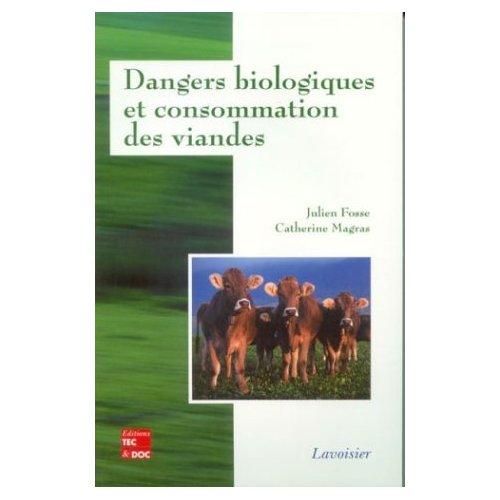 Dangers biologiques
et consommation
des viandes
Julien Fosse
Catherine Magras
Editions
TEC
& DOC
Lavoisier